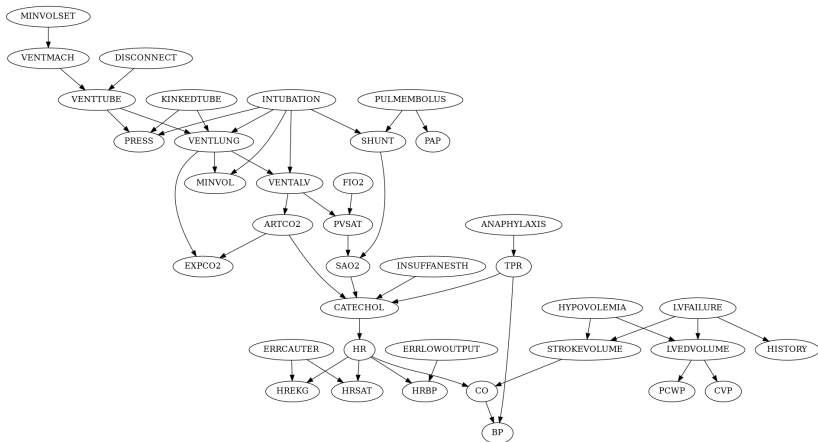 MINVOLSET
VENTMACH
DISCONNECT
VENTTUBE
KINKEDTUBE
INTUBATION
PULMEMBOLUS
PRESS
VENTLUNG
SHUNT
PAP
MINVOL
VENTALV
FIO2
ARTCO2
PVSAT
ANAPHYLAXIS
EXPCO2
SAO2
INSUFFANESTH
TPR
CATECHOL
HYPOVOLEMIA
LVFAILURE
ERRCAUTER
HR
ERRLOWOUTPUT
STROKEVOLUME
LVEDVOLUME
HISTORY
HREKG
HRSAT
HRBP
CO
PCWP
CVP
BP